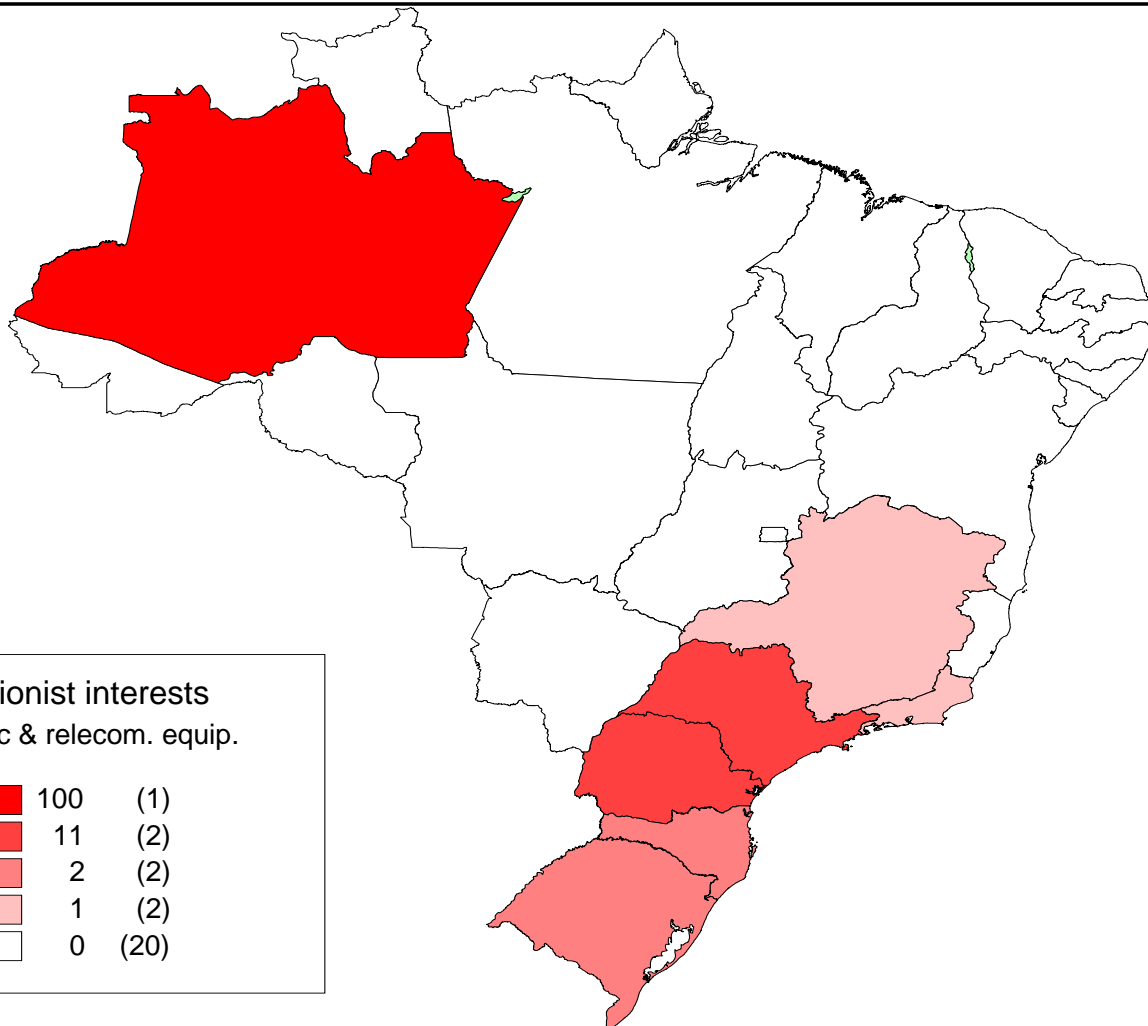 ionist interests
c & relecom. equip.
100 (1)
11 (2)
2 (2)
1 (2)
0 (20)